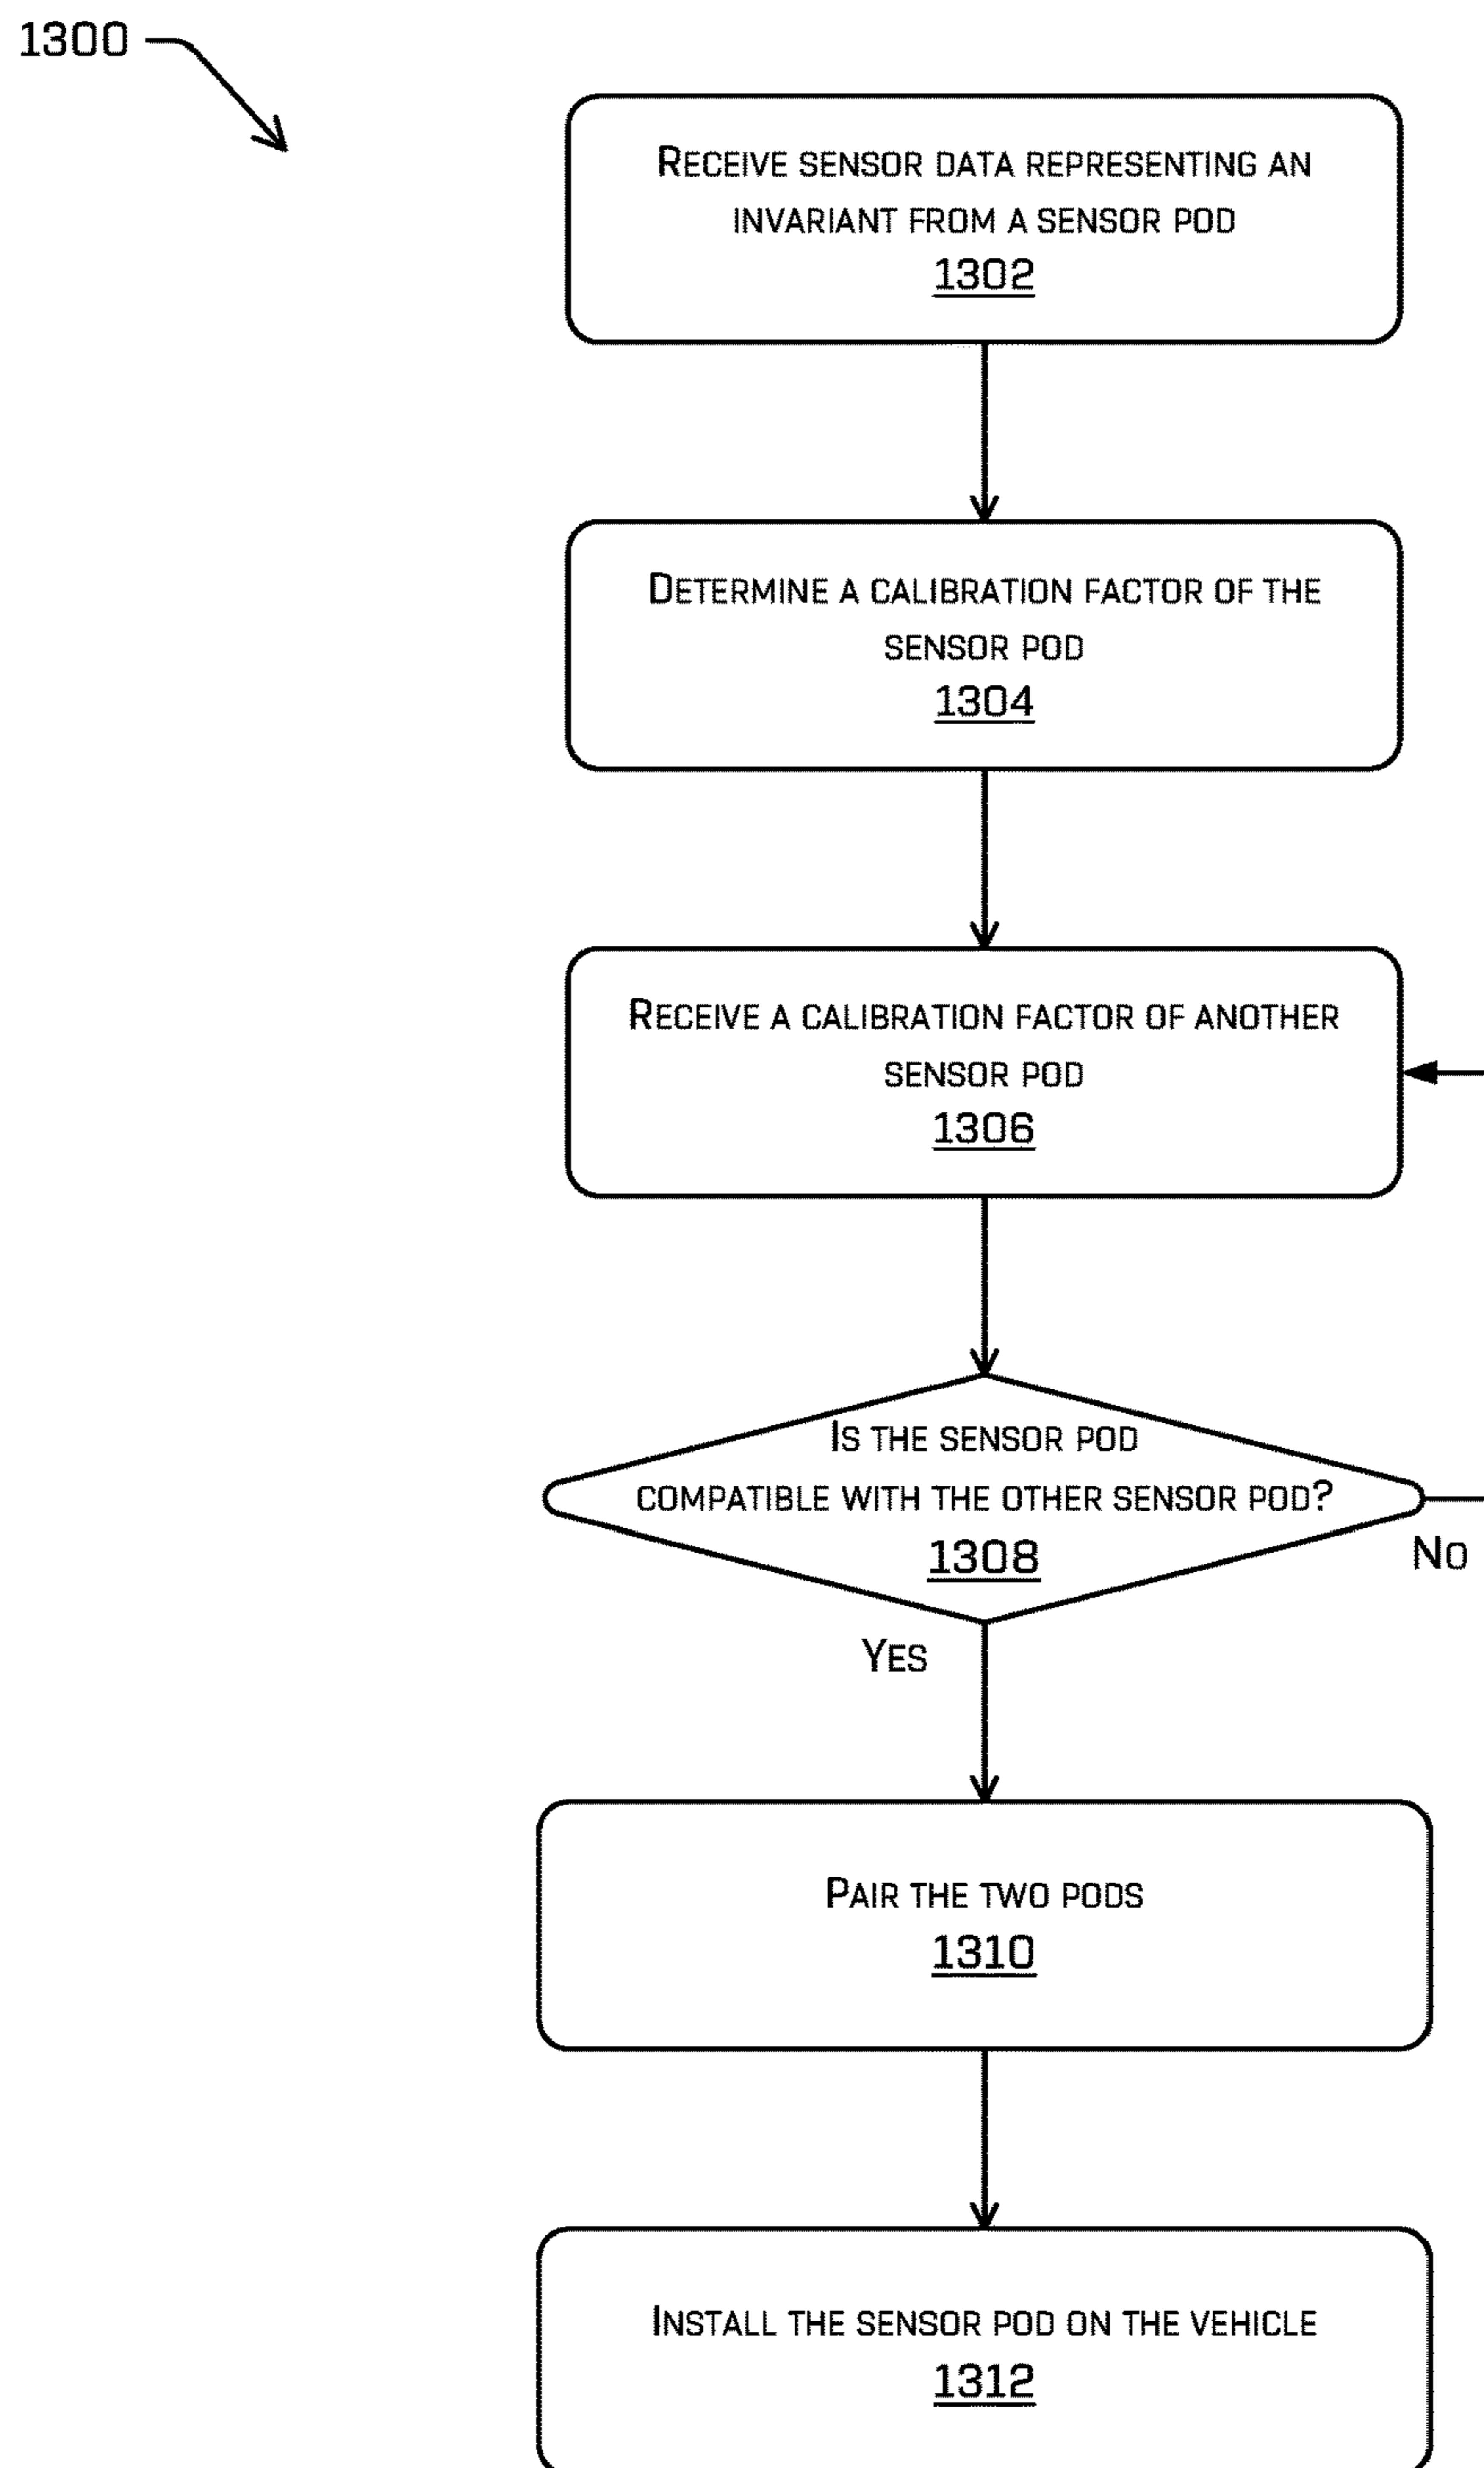 1300
Receive sensor data representing an
invariant from a sensor pod
1302
Determine a calibration factor of the
sensor pod
1304
Receive a calibration factor of another
sensor pod
1306
Is the sensor pod
compatible with the other sensor pod?
1308
No
Yes
Pair the two pods
1310
Install the sensor pod on the vehicle
1312